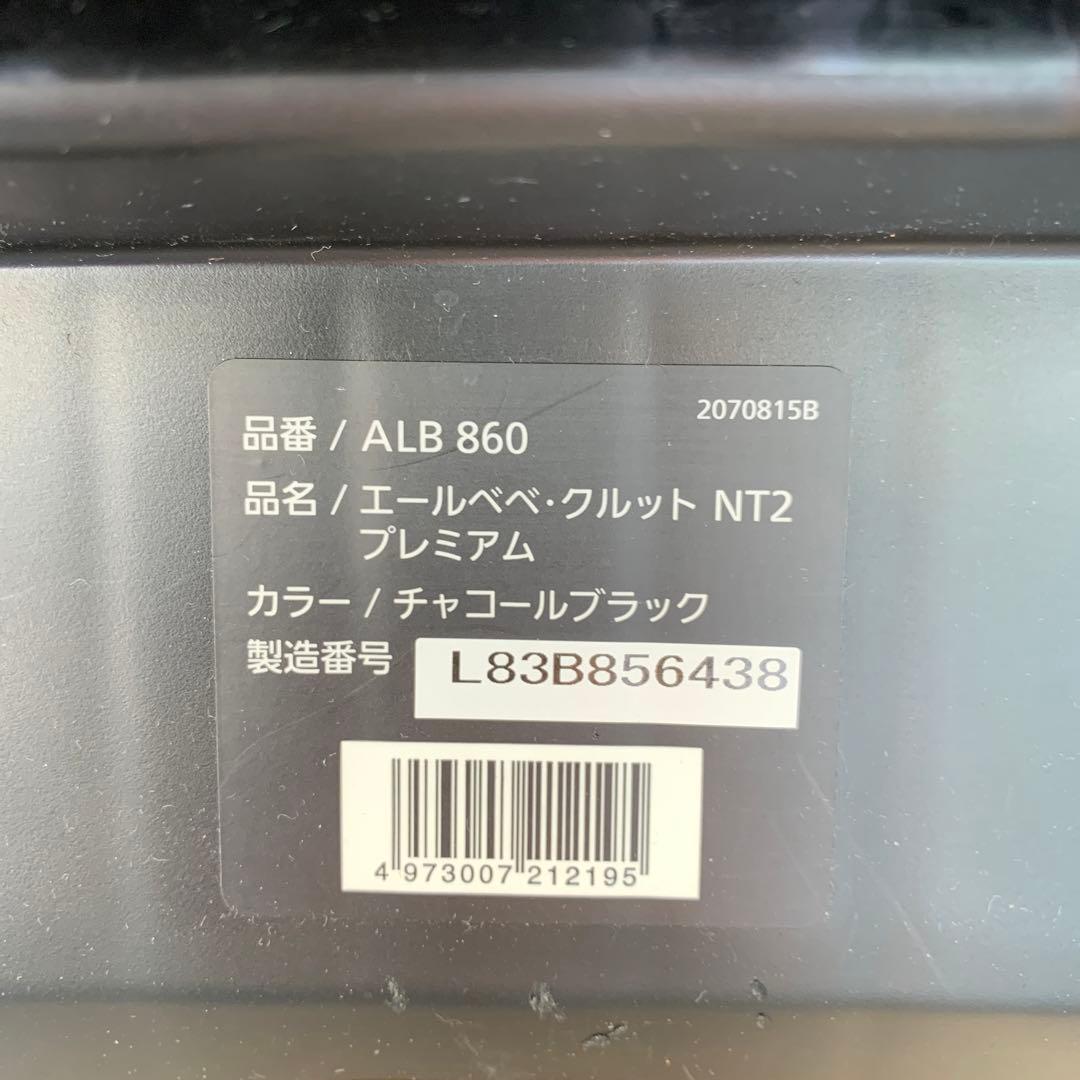 2070815B
品番 / ALB 860
品名 / エールベベ・クルット NT2
プレミアム
カラー / チャコールブラック
製造番号 L83B856438
4 973007 212195